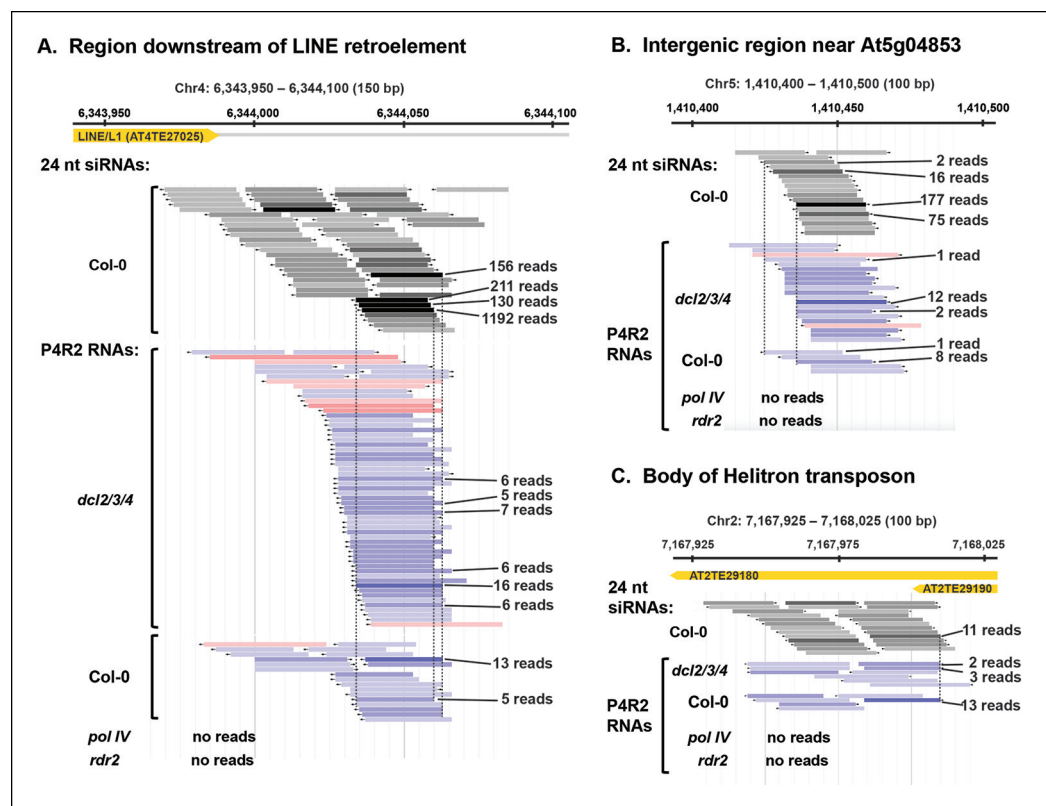 A. Region downstream of LINE retroelement
Chr4: 6,343,950 – 6,344,100 (150 bp)
6,343,950 6,344,000 6,344,050 6,344,100
LINE/L1 (AT4TE27025)
24 nt siRNAs:
Col-0
156 reads
211 reads
130 reads
1192 reads
P4R2 RNAs:
dcl2/3/4
6 reads
5 reads
7 reads
6 reads
16 reads
6 reads
Col-0
13 reads
5 reads
pol IV no reads
rdr2 no reads
B. Intergenic region near At5g04853
Chr5: 1,410,400 – 1,410,500 (100 bp)
1,410,400 1,410,450 1,410,500
24 nt siRNAs:
Col-0
2 reads
16 reads
177 reads
75 reads
P4R2
RNAs
dcl2/3/4
1 read
12 reads
2 reads
Col-0
1 read
8 reads
pol IV no reads
rdr2 no reads
C. Body of Helitron transposon
Chr2: 7,167,925 – 7,168,025 (100 bp)
7,167,925 7,167,975 7,168,025
AT2TE29180
AT2TE29190
24 nt
siRNAs:
Col-0
11 reads
P4R2
RNAs
dcl2/3/4
2 reads
3 reads
Col-0
13 reads
pol IV no reads
rdr2 no reads